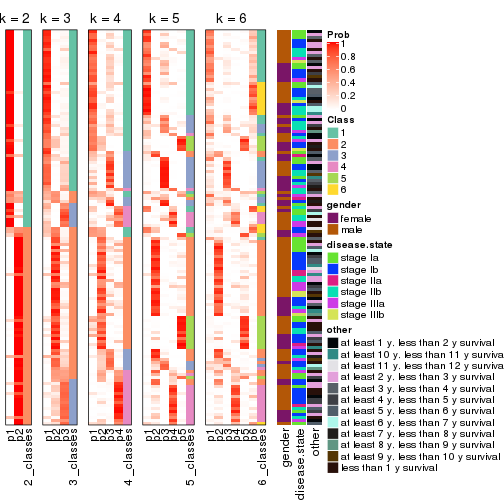 k = 2 k = 3 k = 4 k = 5 k = 6
Prob
1
0.8
0.6
0.4
0.2
0
Class
1
2
3
4
5
6
gender
female
male
disease.state
stage Ia
stage Ib
stage IIa
stage IIb
stage IIIa
stage IIIb
other
at least 1 y. less than 2 y survival
at least 10 y. less than 11 y survival
at least 11 y. less than 12 y survival
at least 2 y. less than 3 y survival
at least 3 y. less than 4 y survival
at least 4 y. less than 5 y survival
at least 5 y. less than 6 y survival
at least 6 y. less than 7 y survival
at least 7 y. less than 8 y survival
at least 8 y. less than 9 y survival
at least 9 y. less than 10 y survival
less than 1 y survival
p1 p2 2_classes
p1 p2 p3 3_classes
p1 p2 p3 p4 4_classes
p1 p2 p3 p4 p5 5_classes
p1 p2 p3 p4 p5 p6 6_classes
gender
disease.state
other